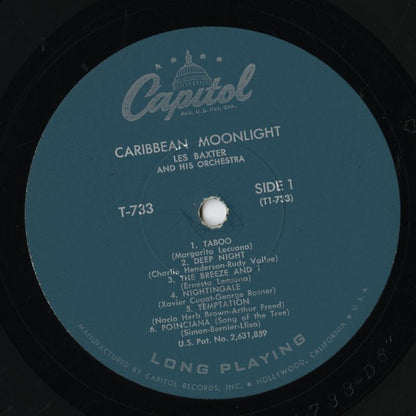 Capitol
REG. U.S. PAT. OFF.
CARIBBEAN MOONLIGHT
LES BAXTER
AND HIS ORCHESTRA
T-733
SIDE 1
(T1-733)
1. TABOO
(Margarita Lecuona)
2. DEEP NIGHT
(Charlie Henderson-Rudy Vallee)
3. THE BREEZE AND I
(Ernesto Lecuona)
4. NIGHTINGALE
(Xavier Cugat-George Rosner)
5. TEMPTATION
(Nacio Herb Brown-Arthur Freed)
6. POINCIANA (Song of the Tree)
(Simon-Bernier-Lliso)
U.S. Pat. No. 2,631,859
LONG PLAYING
MANUFACTURED BY CAPITOL RECORDS, INC. • HOLLYWOOD, CALIFORNIA • U.S.A.